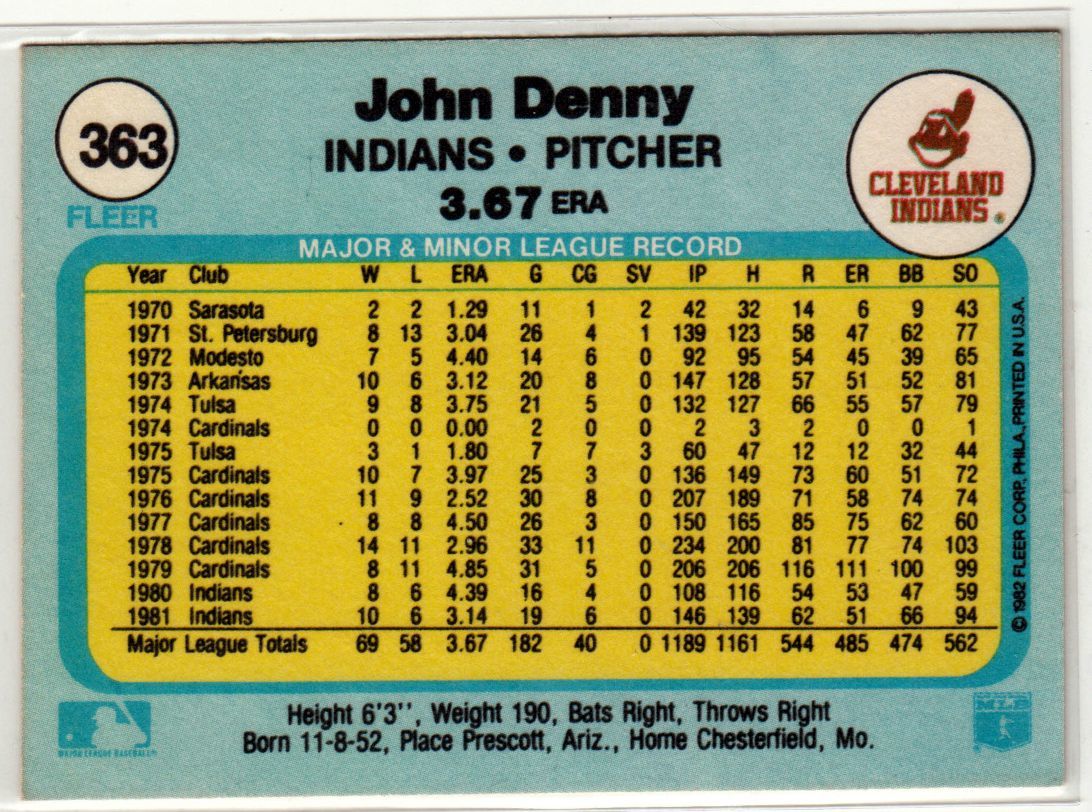 363
FLEER
John Denny
INDIANS • PITCHER
3.67 ERA
CLEVELAND
INDIANS ®
MAJOR & MINOR LEAGUE RECORD
Year Club W L ERA G CG SV IP H R ER BB SO
1970 Sarasota 2 2 1.29 11 1 2 42 32 14 6 9 43
1971 St. Petersburg 8 13 3.04 26 4 1 139 123 58 47 62 77
1972 Modesto 7 5 4.40 14 6 0 92 95 54 45 39 65
1973 Arkansas 10 6 3.12 20 8 0 147 128 57 51 52 81
1974 Tulsa 9 8 3.75 21 5 0 132 127 66 55 57 79
1974 Cardinals 0 0 0.00 2 0 0 2 3 2 0 0 1
1975 Tulsa 3 1 1.80 7 7 3 60 47 12 12 32 44
1975 Cardinals 10 7 3.97 25 3 0 136 149 73 60 51 72
1976 Cardinals 11 9 2.52 30 8 0 207 189 71 58 74 74
1977 Cardinals 8 8 4.50 26 3 0 150 165 85 75 62 60
1978 Cardinals 14 11 2.96 33 11 0 234 200 81 77 74 103
1979 Cardinals 8 11 4.85 31 5 0 206 206 116 111 100 99
1980 Indians 8 6 4.39 16 4 0 108 116 54 53 47 59
1981 Indians 10 6 3.14 19 6 0 146 139 62 51 66 94
Major League Totals 69 58 3.67 182 40 0 1189 1161 544 485 474 562
© 1982 FLEER CORP., PHILA., PRINTED IN U.S.A.
Height 6'3'', Weight 190, Bats Right, Throws Right
Born 11-8-52, Place Prescott, Ariz., Home Chesterfield, Mo.
MAJOR LEAGUE BASEBALL
MLB